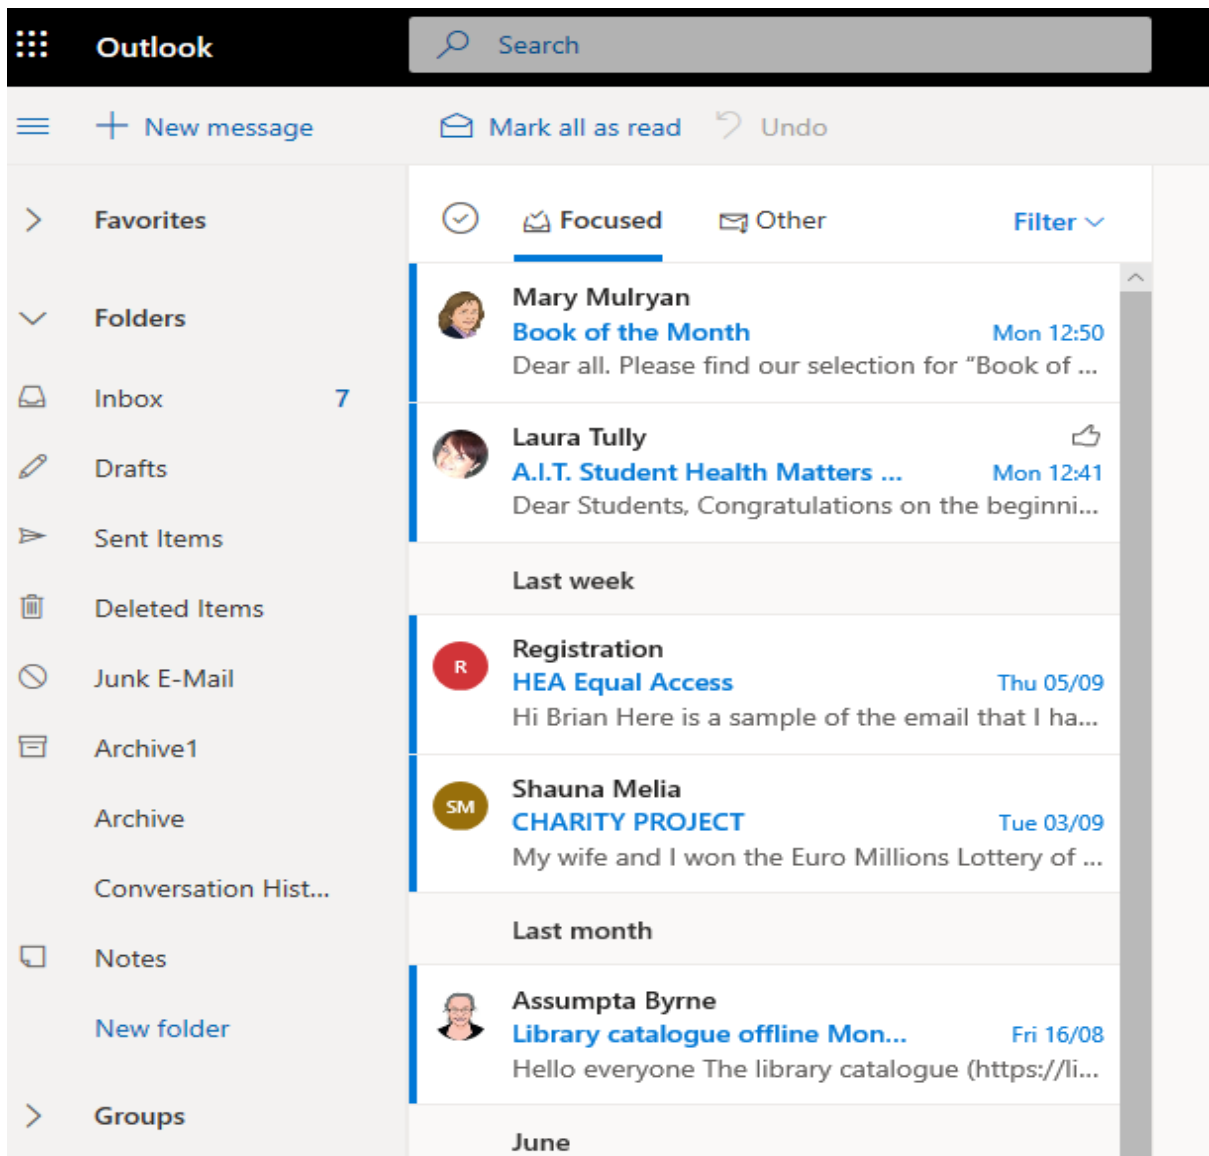 Outlook
Search
New message
Mark all as read
Undo
Favorites
Focused
Other
Filter
Folders
Mary Mulryan
Book of the Month
Mon 12:50
Dear all. Please find our selection for “Book of ...
Inbox
7
Laura Tully
A.I.T. Student Health Matters ...
Mon 12:41
Dear Students, Congratulations on the beginni...
Drafts
Sent Items
Last week
Deleted Items
Registration
R
HEA Equal Access
Thu 05/09
Hi Brian Here is a sample of the email that I ha...
Junk E-Mail
Archive1
Shauna Melia
SM
CHARITY PROJECT
Tue 03/09
My wife and I won the Euro Millions Lottery of ...
Archive
Conversation Hist...
Last month
Notes
Assumpta Byrne
New folder
Library catalogue offline Mon...
Fri 16/08
Hello everyone The library catalogue (https://li...
Groups
June